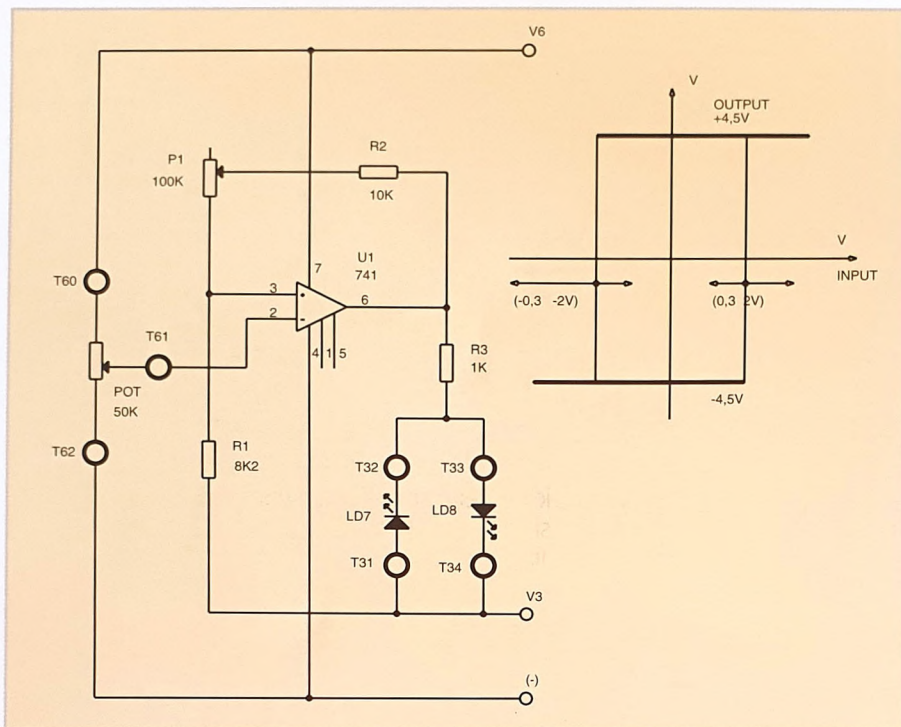 V6
V
OUTPUT
+4,5V
P1
100K
R2
10K
V
INPUT
U1
741
7
3
2
6
4 1 5
(-0,3 -2V)
(0,3 2V)
-4,5V
T60
T61
POT
50K
T62
R1
8K2
R3
1K
T32
T33
LD7
LD8
T31
T34
V3
(-)